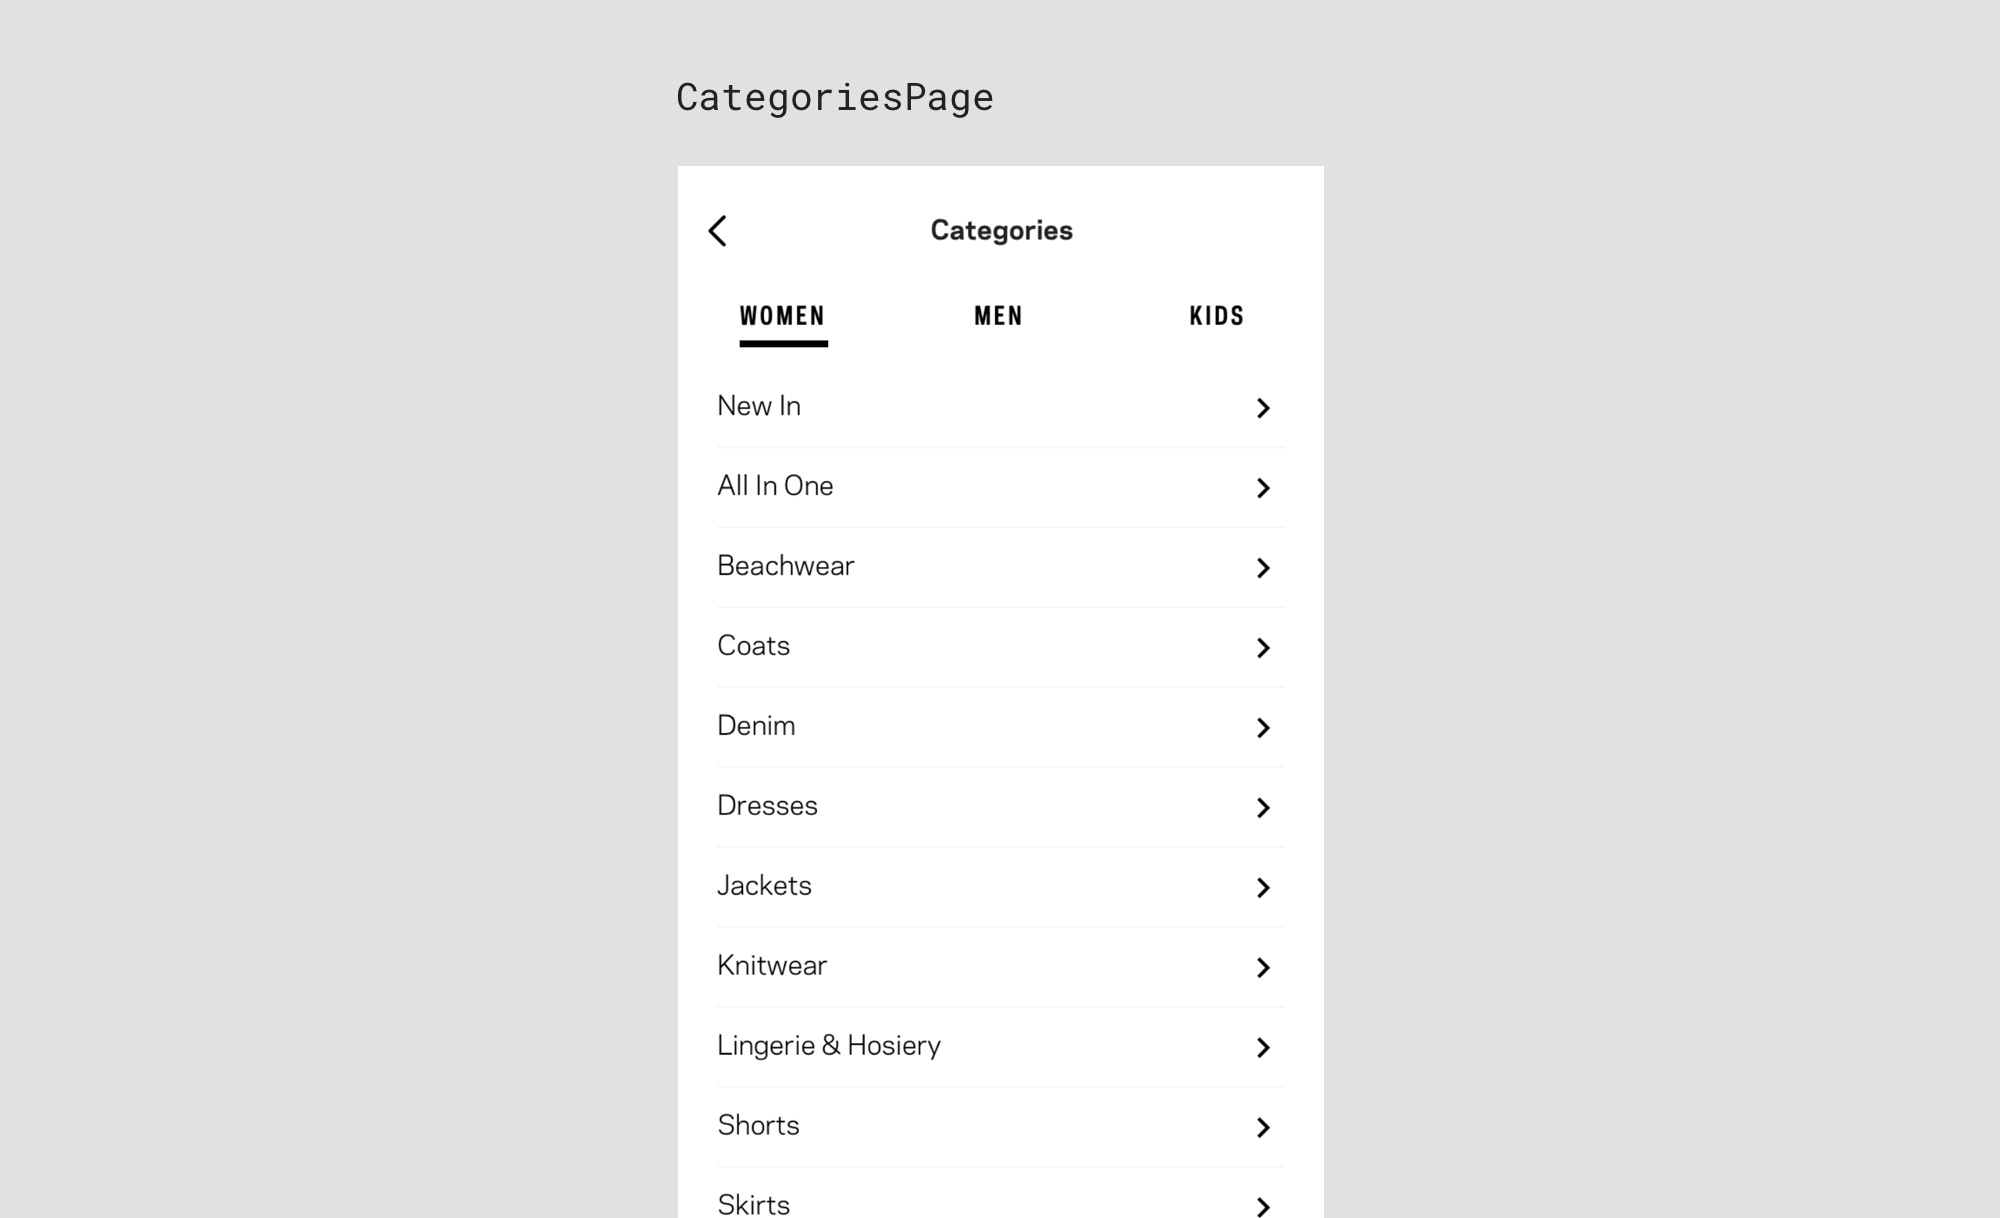 CategoriesPage
Categories
WOMEN MEN KIDS
New In
All In One
Beachwear
Coats
Denim
Dresses
Jackets
Knitwear
Lingerie & Hosiery
Shorts
Skirts